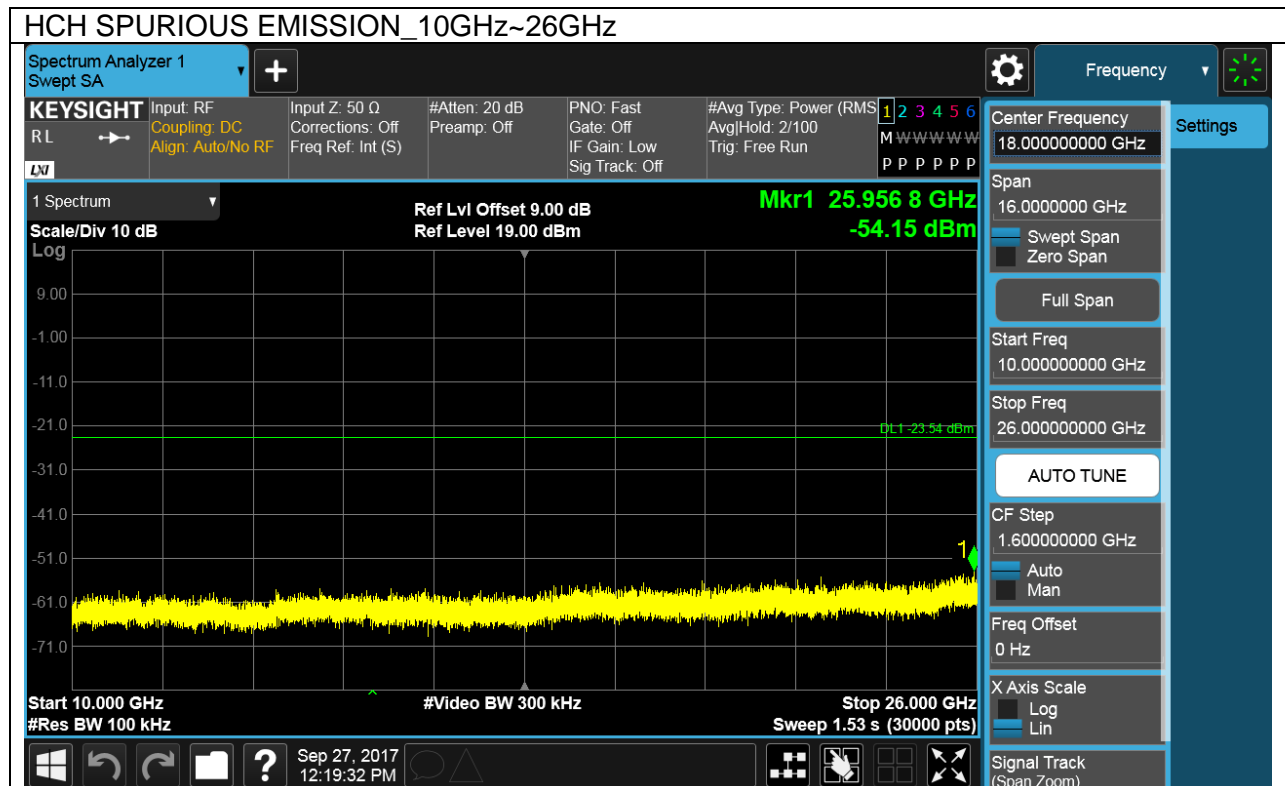 HCH SPURIOUS EMISSION_10GHz~26GHz
Spectrum Analyzer 1
Swept SA
+
Frequency
KEYSIGHT
RL
LXI
Input: RF
Coupling: DC
Align: Auto/No RF
Input Z: 50 Ω
Corrections: Off
Freq Ref: Int (S)
#Atten: 20 dB
Preamp: Off
PNO: Fast
Gate: Off
IF Gain: Low
Sig Track: Off
#Avg Type: Power (RMS
Avg|Hold: 2/100
Trig: Free Run
1 2 3 4 5 6
M W W W W W
P P P P P P
Center Frequency
18.000000000 GHz
Settings
Span
16.0000000 GHz
Swept Span
Zero Span
Full Span
Start Freq
10.000000000 GHz
Stop Freq
26.000000000 GHz
AUTO TUNE
CF Step
1.600000000 GHz
Auto
Man
Freq Offset
0 Hz
X Axis Scale
Log
Lin
Signal Track
(Span Zoom)
1 Spectrum
Scale/Div 10 dB
Ref Lvl Offset 9.00 dB
Ref Level 19.00 dBm
Mkr1 25.956 8 GHz
-54.15 dBm
Log
9.00
-1.00
-11.0
-21.0
DL1 -23.54 dBm
-31.0
-41.0
-51.0
1
-61.0
-71.0
Start 10.000 GHz
#Video BW 300 kHz
Stop 26.000 GHz
#Res BW 100 kHz
Sweep 1.53 s (30000 pts)
?
Sep 27, 2017
12:19:32 PM